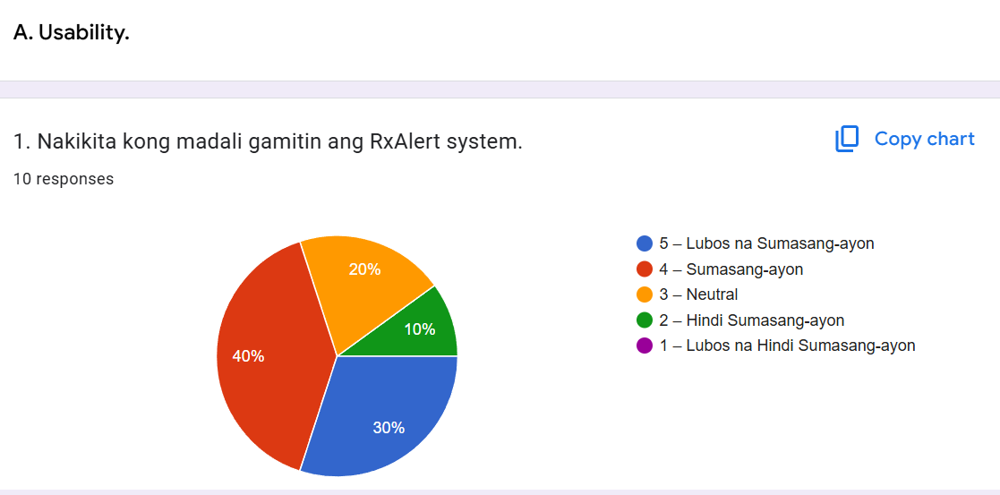 A. Usability.
1. Nakikita kong madali gamitin ang RxAlert system.
Copy chart
10 responses
20%
10%
40%
30%
5 – Lubos na Sumasang-ayon
4 – Sumasang-ayon
3 – Neutral
2 – Hindi Sumasang-ayon
1 – Lubos na Hindi Sumasang-ayon